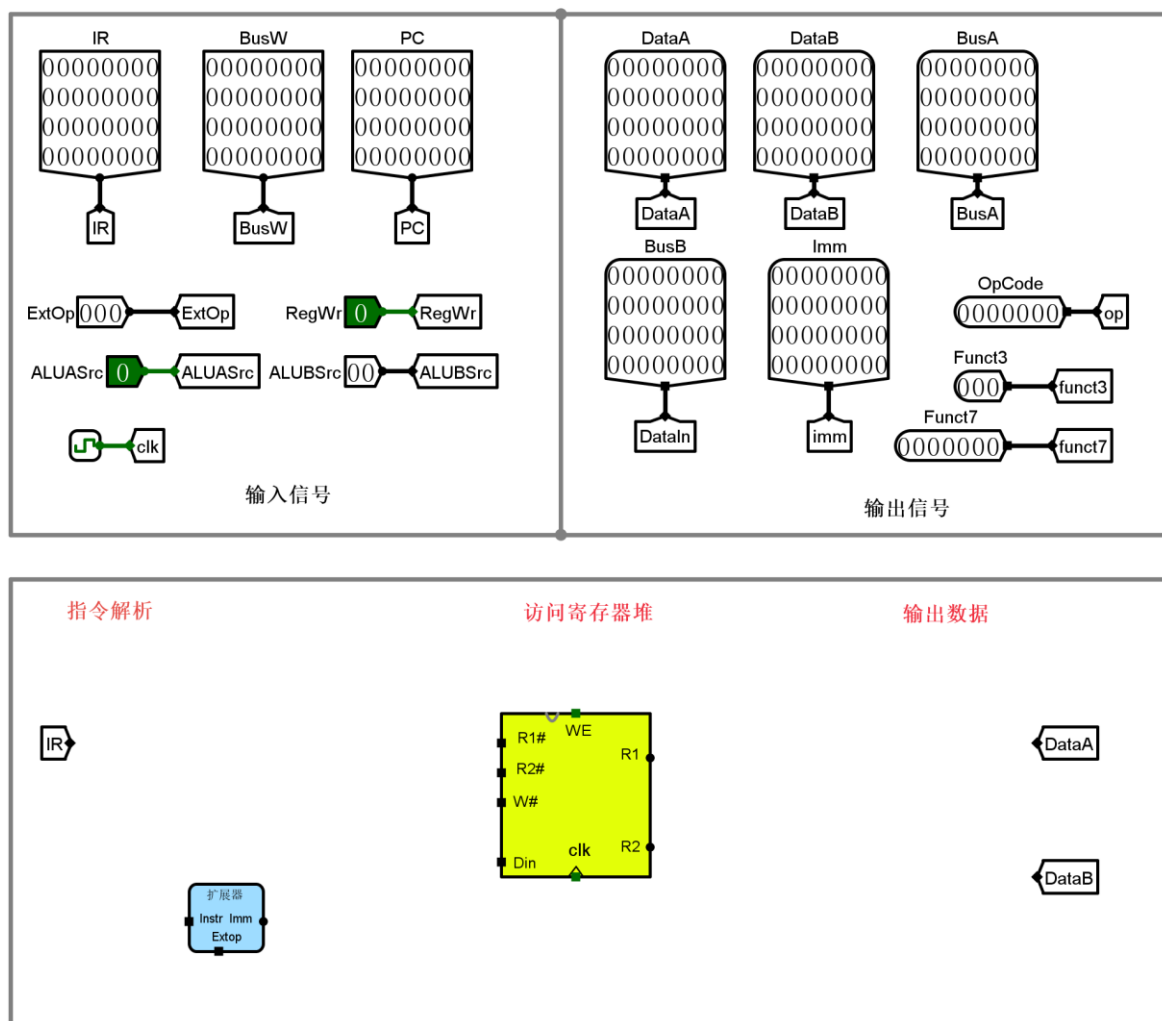 IR BusW PC
00000000 00000000 00000000
00000000 00000000 00000000
00000000 00000000 00000000
00000000 00000000 00000000
IR BusW PC
ExtOp 000 ExtOp RegWr 0 RegWr
ALUASrc 0 ALUASrc ALUBSrc 00 ALUBSrc
clk
输入信号
DataA DataB BusA
00000000 00000000 00000000
00000000 00000000 00000000
00000000 00000000 00000000
00000000 00000000 00000000
DataA DataB BusA
BusB Imm
00000000 00000000
00000000 00000000
00000000 00000000
00000000 00000000
DataIn imm
OpCode
0000000 op
Funct3
000 funct3
Funct7
0000000 funct7
输出信号
指令解析 访问寄存器堆 输出数据
IR
WE
R1# R1
R2#
W#
Din clk R2
DataA
DataB
扩展器
Instr Imm
Extop